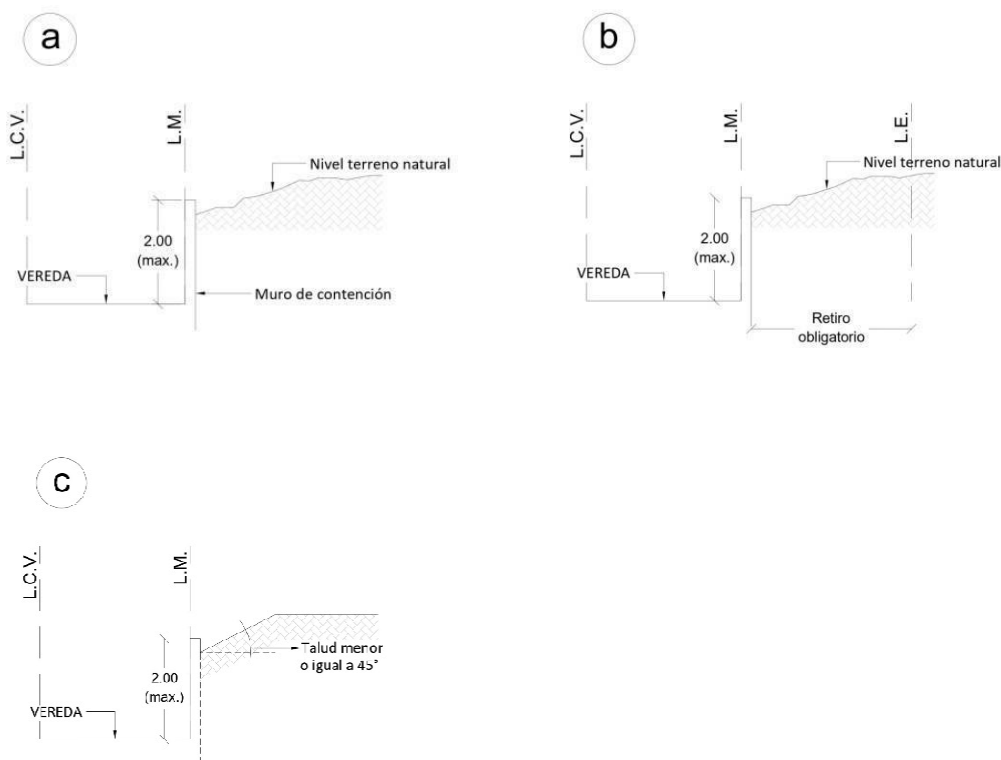 a
L.C.V.
L.M.
Nivel terreno natural
2.00
(max.)
VEREDA
Muro de contención
b
L.C.V.
L.M.
L.E.
Nivel terreno natural
2.00
(max.)
VEREDA
Retiro
obligatorio
c
L.C.V.
L.M.
Talud menor
o igual a 45°
2.00
(max.)
VEREDA